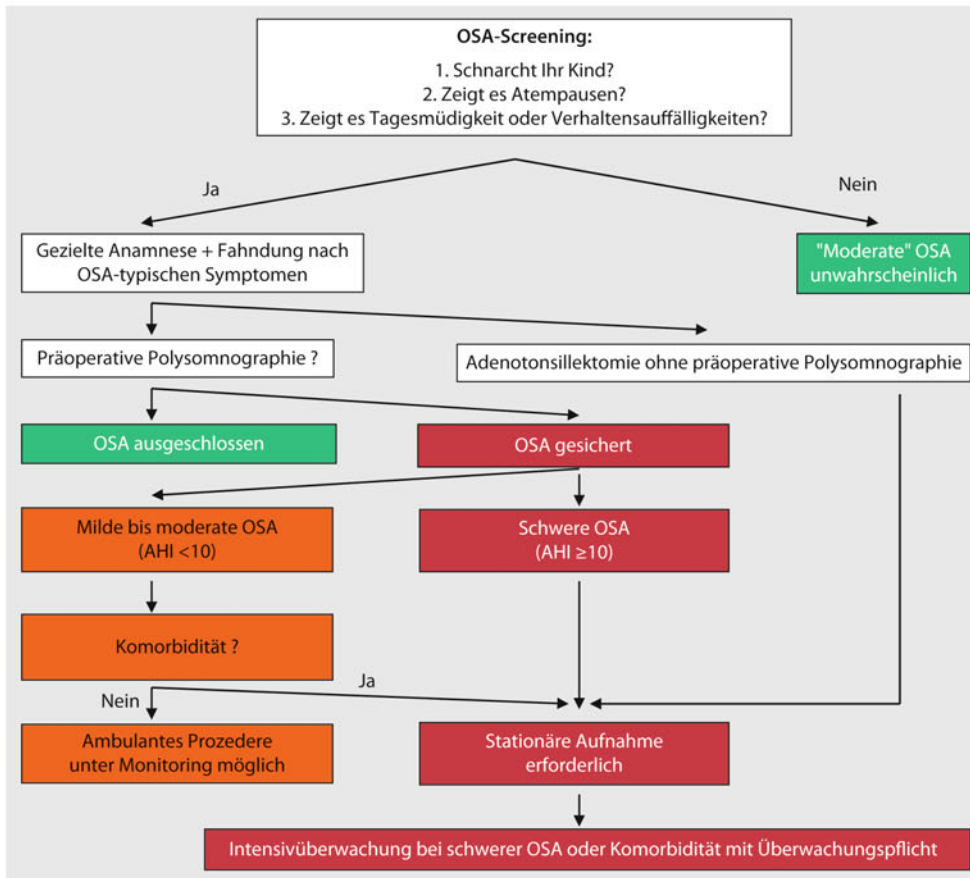 OSA-Screening:
1. Schnarcht Ihr Kind?
2. Zeigt es Atempausen?
3. Zeigt es Tagesmüdigkeit oder Verhaltensauffälligkeiten?
Ja
Nein
Gezielte Anamnese + Fahndung nach
OSA-typischen Symptomen
"Moderate" OSA
unwahrscheinlich
Präoperative Polysomnographie ?
Adenotonsillektomie ohne präoperative Polysomnographie
OSA ausgeschlossen
OSA gesichert
Milde bis moderate OSA
(AHI <10)
Schwere OSA
(AHI ≥10)
Komorbidität ?
Nein
Ja
Ambulantes Prozedere
unter Monitoring möglich
Stationäre Aufnahme
erforderlich
Intensivüberwachung bei schwerer OSA oder Komorbidität mit Überwachungspflicht